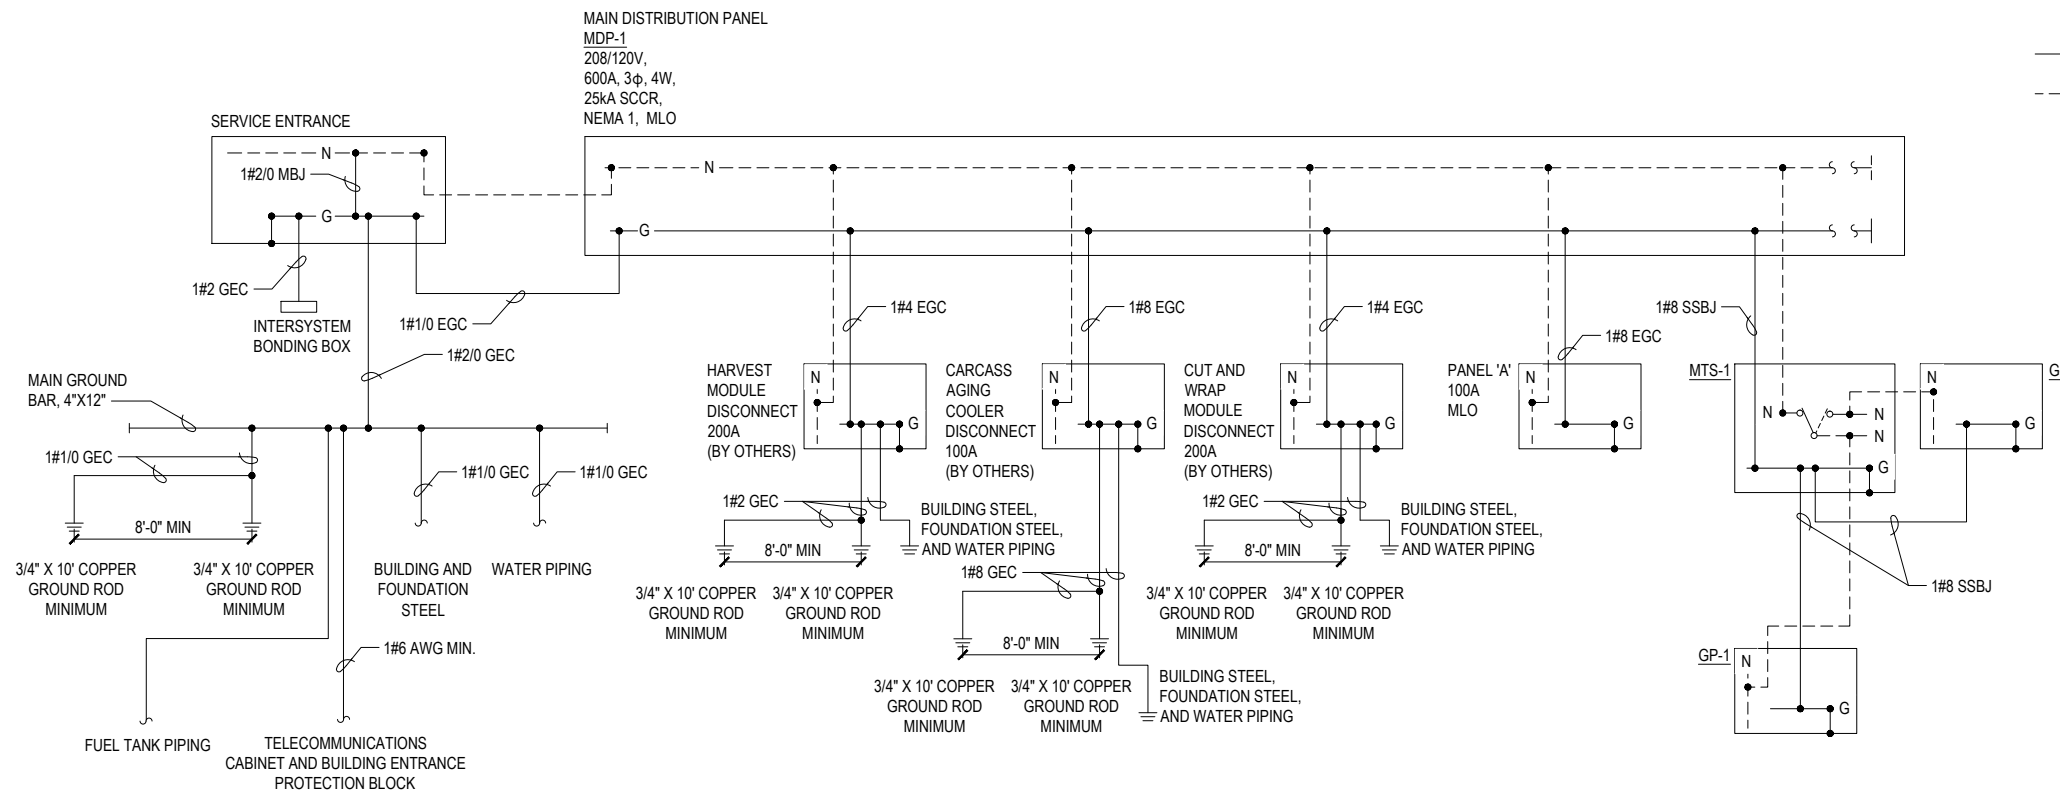 MAIN DISTRIBUTION PANEL
MDP-1
208/120V,
600A, 3ϕ, 4W,
25kA SCCR,
NEMA 1, MLO
SERVICE ENTRANCE
N
1#2/0 MBJ
G
1#2 GEC
INTERSYSTEM
BONDING BOX
1#1/0 EGC
1#2/0 GEC
N
G
MAIN GROUND
BAR, 4"X12"
1#1/0 GEC
1#1/0 GEC
1#1/0 GEC
8'-0" MIN
3/4" X 10' COPPER
GROUND ROD
MINIMUM
3/4" X 10' COPPER
GROUND ROD
MINIMUM
BUILDING AND
FOUNDATION
STEEL
WATER PIPING
1#6 AWG MIN.
FUEL TANK PIPING
TELECOMMUNICATIONS
CABINET AND BUILDING ENTRANCE
PROTECTION BLOCK
1#4 EGC
HARVEST
MODULE
DISCONNECT
200A
(BY OTHERS)
N
G
1#2 GEC
8'-0" MIN
BUILDING STEEL,
FOUNDATION STEEL,
AND WATER PIPING
3/4" X 10' COPPER
GROUND ROD
MINIMUM
3/4" X 10' COPPER
GROUND ROD
MINIMUM
1#8 EGC
CARCASS
AGING
COOLER
DISCONNECT
100A
(BY OTHERS)
N
G
1#8 GEC
8'-0" MIN
3/4" X 10' COPPER
GROUND ROD
MINIMUM
3/4" X 10' COPPER
GROUND ROD
MINIMUM
BUILDING STEEL,
FOUNDATION STEEL,
AND WATER PIPING
1#4 EGC
CUT AND
WRAP
MODULE
DISCONNECT
200A
(BY OTHERS)
N
G
1#2 GEC
8'-0" MIN
BUILDING STEEL,
FOUNDATION STEEL,
AND WATER PIPING
3/4" X 10' COPPER
GROUND ROD
MINIMUM
3/4" X 10' COPPER
GROUND ROD
MINIMUM
1#8 EGC
PANEL 'A'
100A
MLO
N
G
1#8 SSBJ
MTS-1
N
N
N
G
N
G
G
1#8 SSBJ
GP-1
N
G